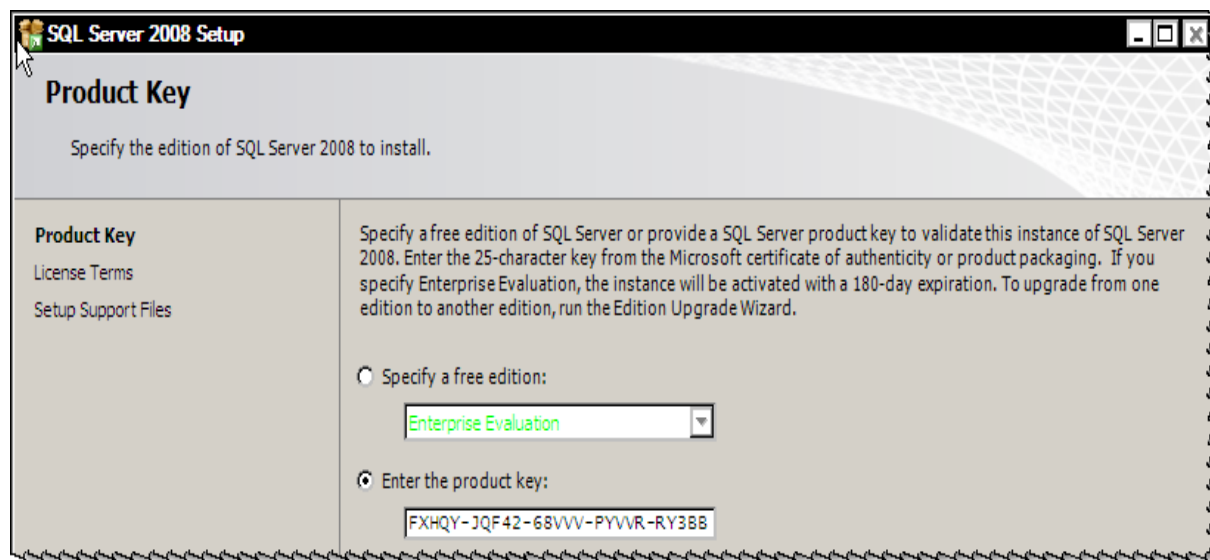 SQL Server 2008 Setup
Product Key
Specify the edition of SQL Server 2008 to install.
Product Key
License Terms
Setup Support Files
Specify a free edition of SQL Server or provide a SQL Server product key to validate this instance of SQL Server
2008. Enter the 25-character key from the Microsoft certificate of authenticity or product packaging. If you
specify Enterprise Evaluation, the instance will be activated with a 180-day expiration. To upgrade from one
edition to another edition, run the Edition Upgrade Wizard.
Specify a free edition:
Enterprise Evaluation
Enter the product key:
FXHQY-JQF42-68VVV-PYVVR-RY3BB